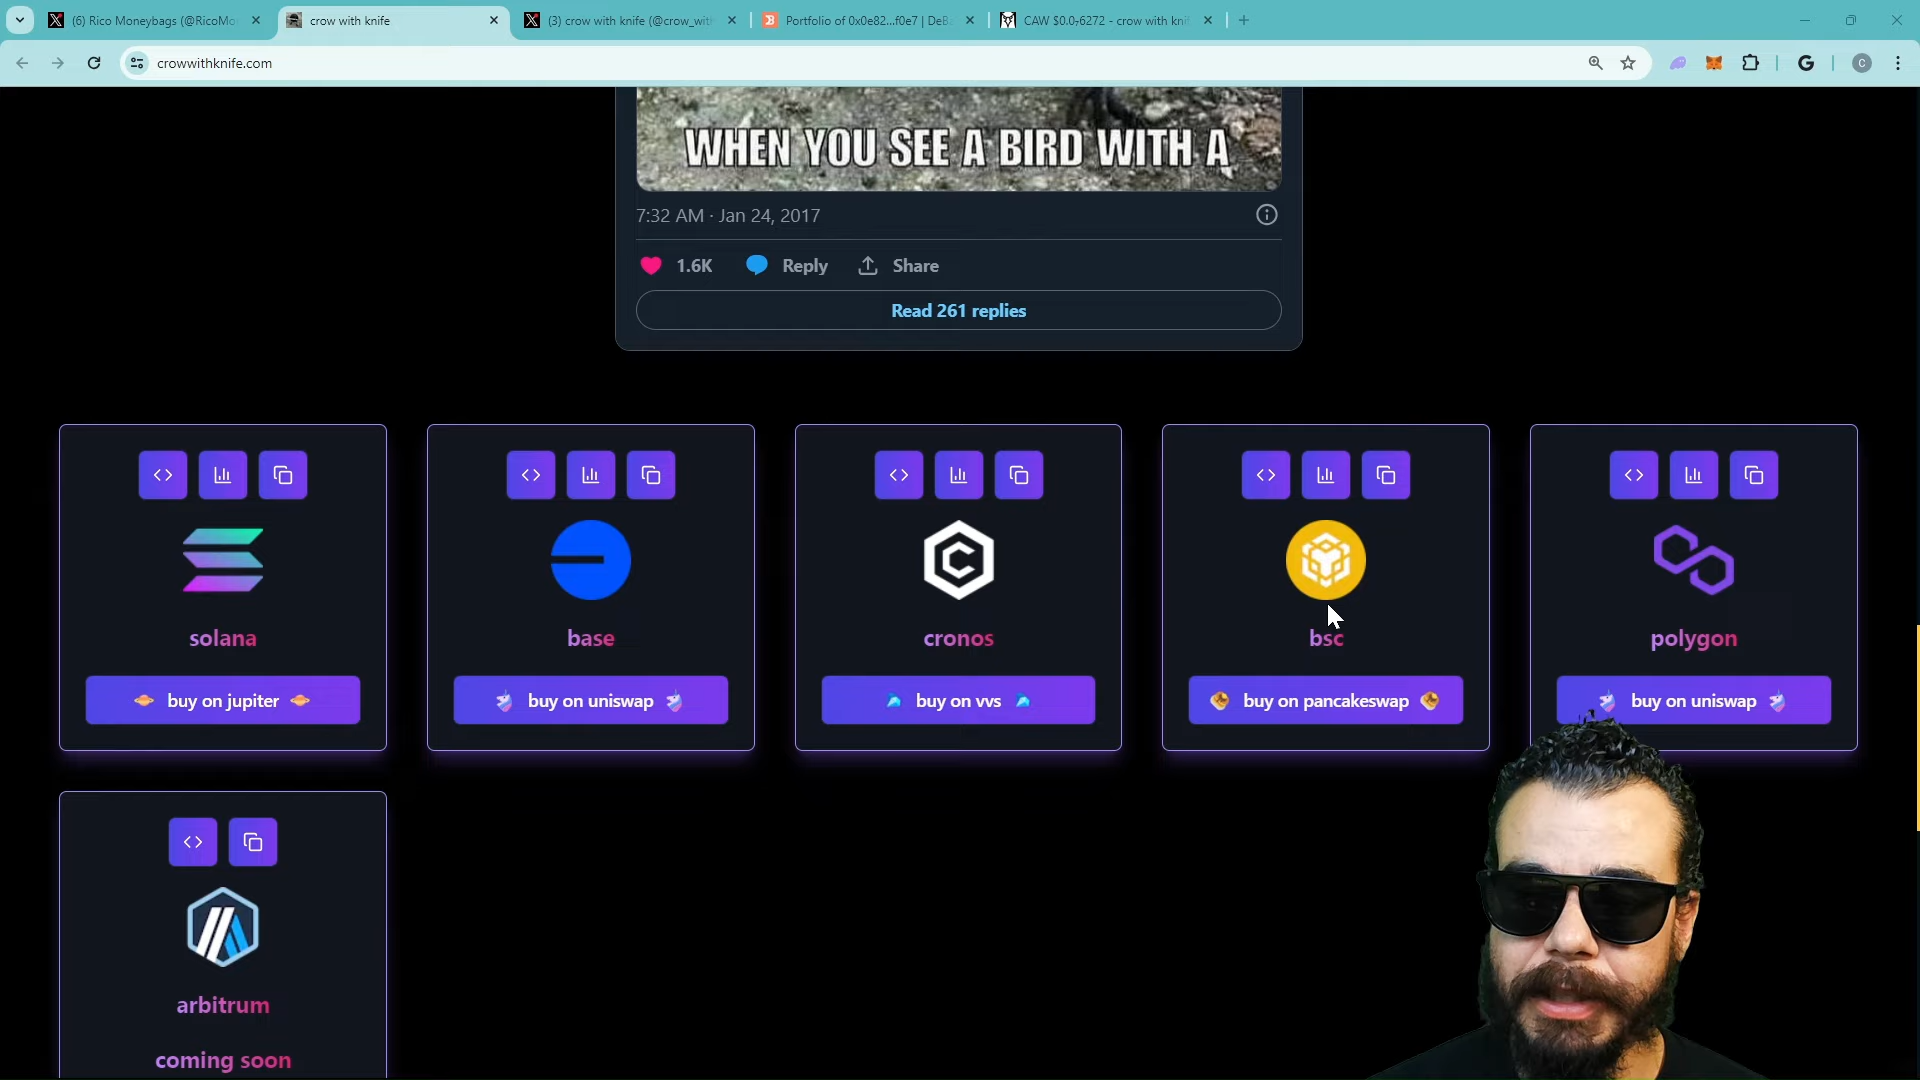 (6) Rico Moneybags (@RicoMo
crow with knife
(3) crow with knife (@crow_wit
Portfolio of 0x0e82...f0e7 | DeB
CAW $0.0₇6272 - crow with kni
crowwithknife.com
G
C
WHEN YOU SEE A BIRD WITH A
7:32 AM · Jan 24, 2017
1.6K
Reply
Share
Read 261 replies
solana
base
cronos
bsc
polygon
buy on jupiter
buy on uniswap
buy on vvs
buy on pancakeswap
buy on uniswap
arbitrum
coming soon